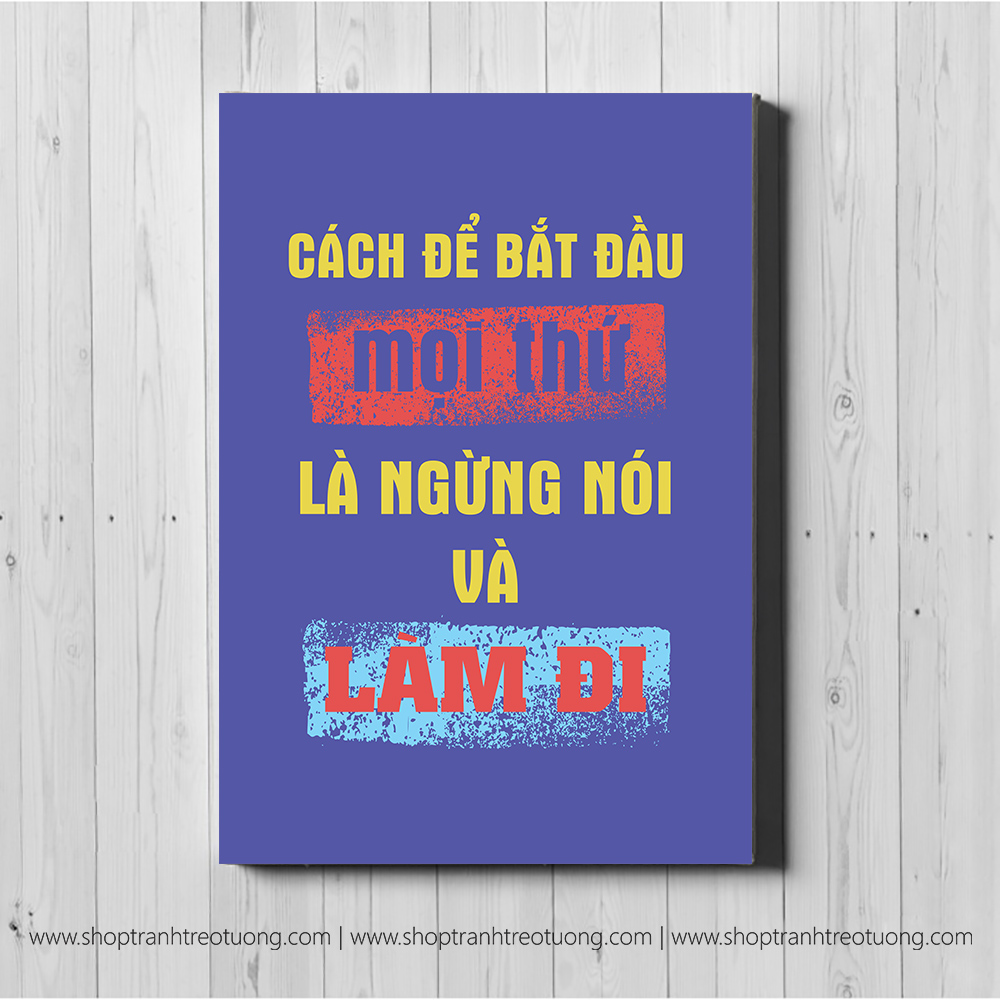 CÁCH ĐỂ BẮT ĐẦU
mọi thứ
LÀ NGỪNG NÓI
VÀ
LÀM ĐI
www.shoptranhtreotuong.com | www.shoptranhtreotuong.com | www.shoptranhtreotuong.com